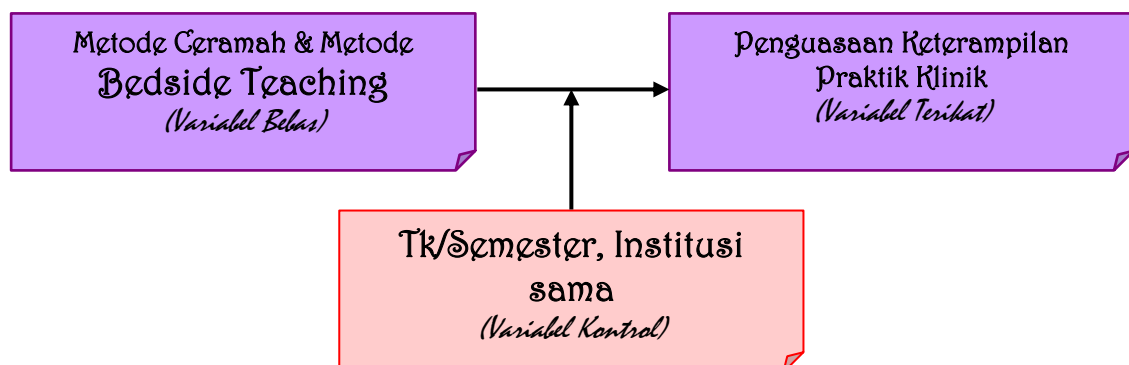 Metode Ceramah & Metode
Bedside Teaching
(Variabel Bebas)
Penguasaan Keterampilan
Praktik Klinik
(Variabel Terikat)
Tk/Semester, Institusi
sama
(Variabel Kontrol)